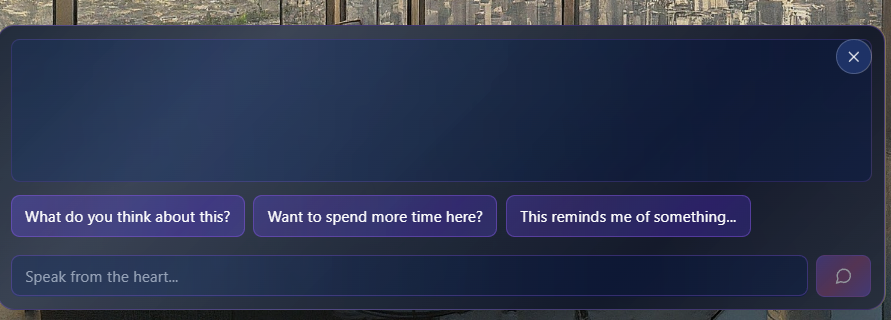 What do you think about this?
Want to spend more time here?
This reminds me of something...
Speak from the heart...